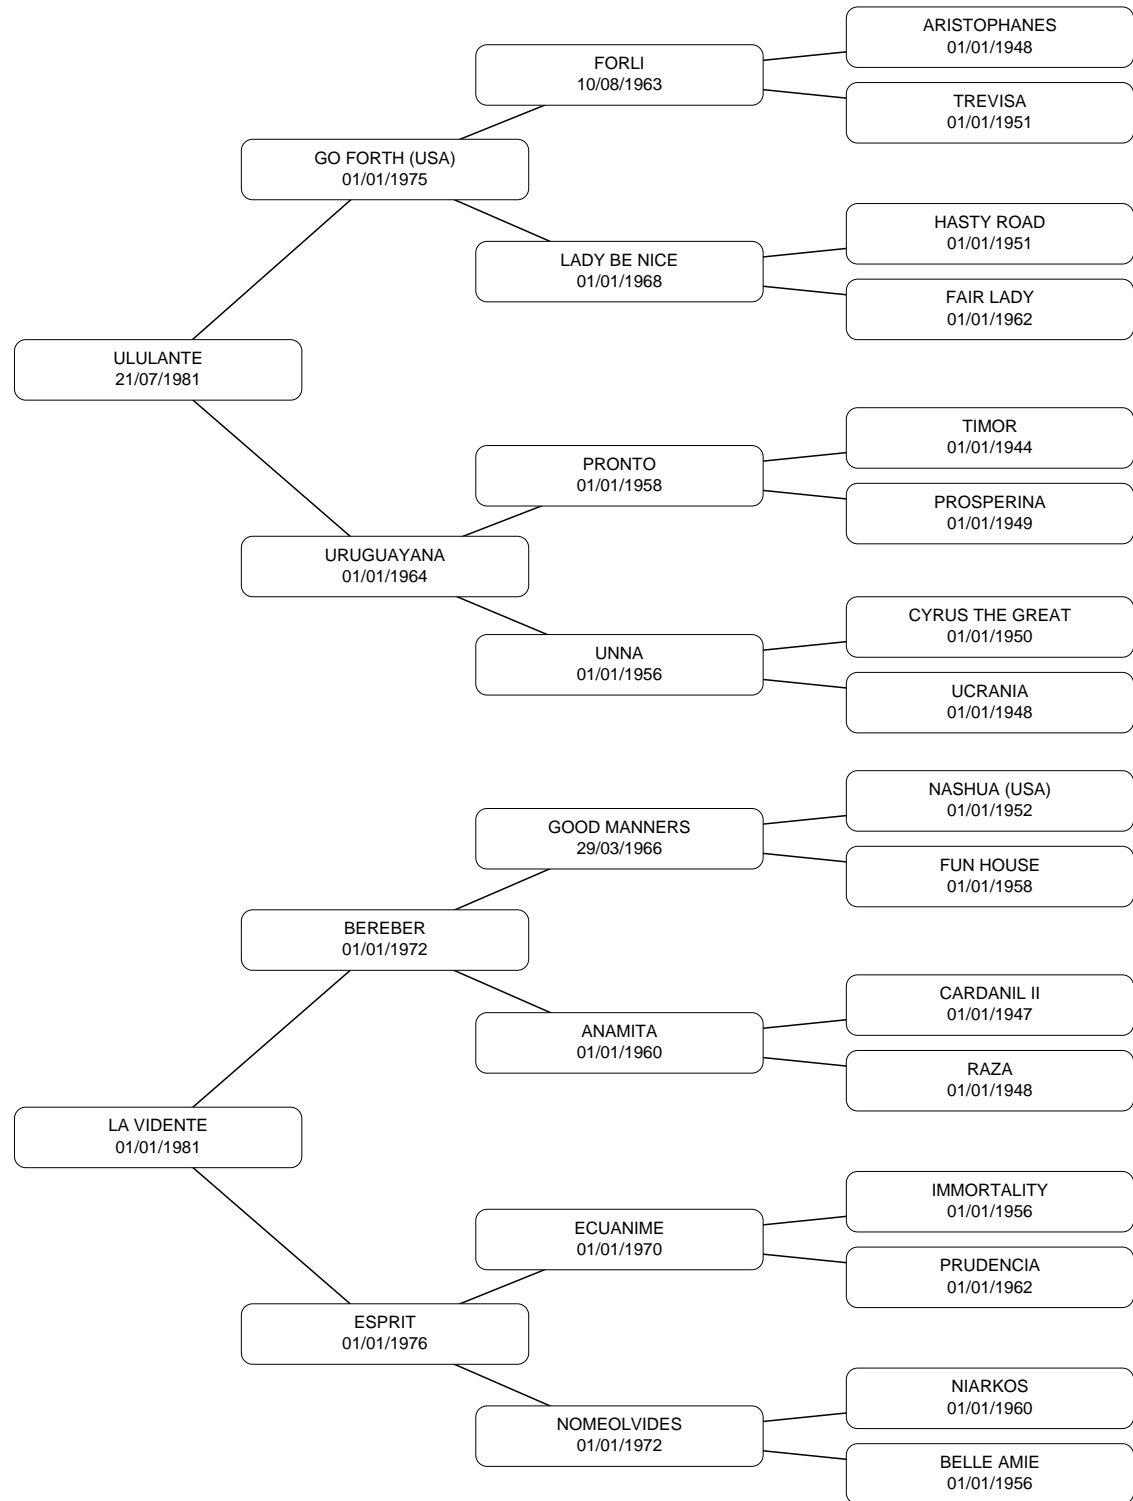 ARISTOPHANES
01/01/1948
FORLI
10/08/1963
TREVISA
01/01/1951
GO FORTH (USA)
01/01/1975
HASTY ROAD
01/01/1951
LADY BE NICE
01/01/1968
FAIR LADY
01/01/1962
ULULANTE
21/07/1981
TIMOR
01/01/1944
PRONTO
01/01/1958
PROSPERINA
01/01/1949
URUGUAYANA
01/01/1964
CYRUS THE GREAT
01/01/1950
UNNA
01/01/1956
UCRANIA
01/01/1948
NASHUA (USA)
01/01/1952
GOOD MANNERS
29/03/1966
FUN HOUSE
01/01/1958
BEREBER
01/01/1972
CARDANIL II
01/01/1947
ANAMITA
01/01/1960
RAZA
01/01/1948
LA VIDENTE
01/01/1981
IMMORTALITY
01/01/1956
ECUANIME
01/01/1970
PRUDENCIA
01/01/1962
ESPRIT
01/01/1976
NIARKOS
01/01/1960
NOMEOLVIDES
01/01/1972
BELLE AMIE
01/01/1956